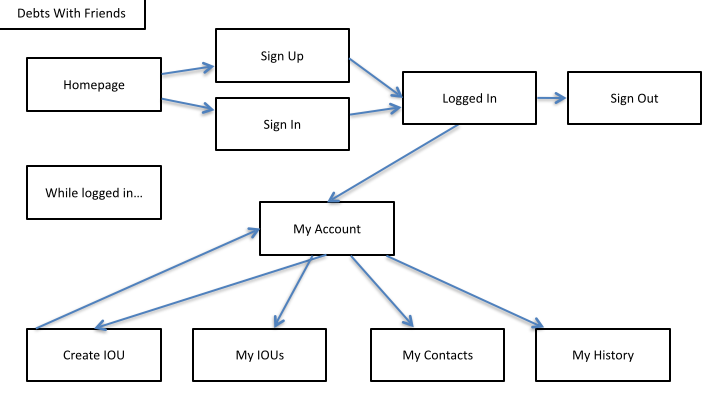 Debts With Friends
Sign Up
Homepage
Logged In
Sign Out
Sign In
While logged in...
My Account
Create IOU
My IOUs
My Contacts
My History